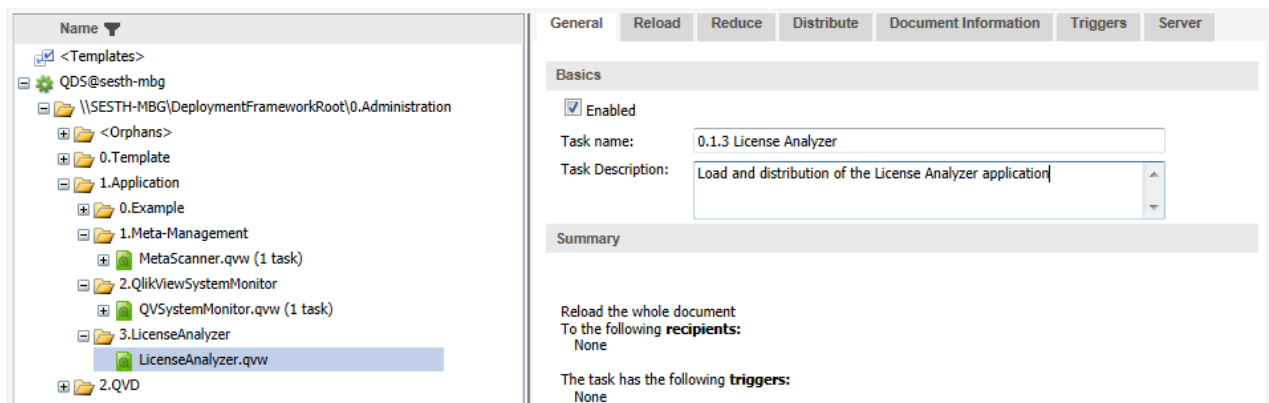 Name
<Templates>
QDS@sesth-mbg
\\SESTH-MBG\DeploymentFrameworkRoot\0.Administration
<Orphans>
0.Template
1.Application
0.Example
1.Meta-Management
MetaScanner.qvw (1 task)
2.QlikViewSystemMonitor
QVSystemMonitor.qvw (1 task)
3.LicenseAnalyzer
LicenseAnalyzer.qvw
2.QVD
General Reload Reduce Distribute Document Information Triggers Server
Basics
Enabled
Task name: 0.1.3 License Analyzer
Task Description: Load and distribution of the License Analyzer application
Summary
Reload the whole document
To the following recipients:
None
The task has the following triggers:
None